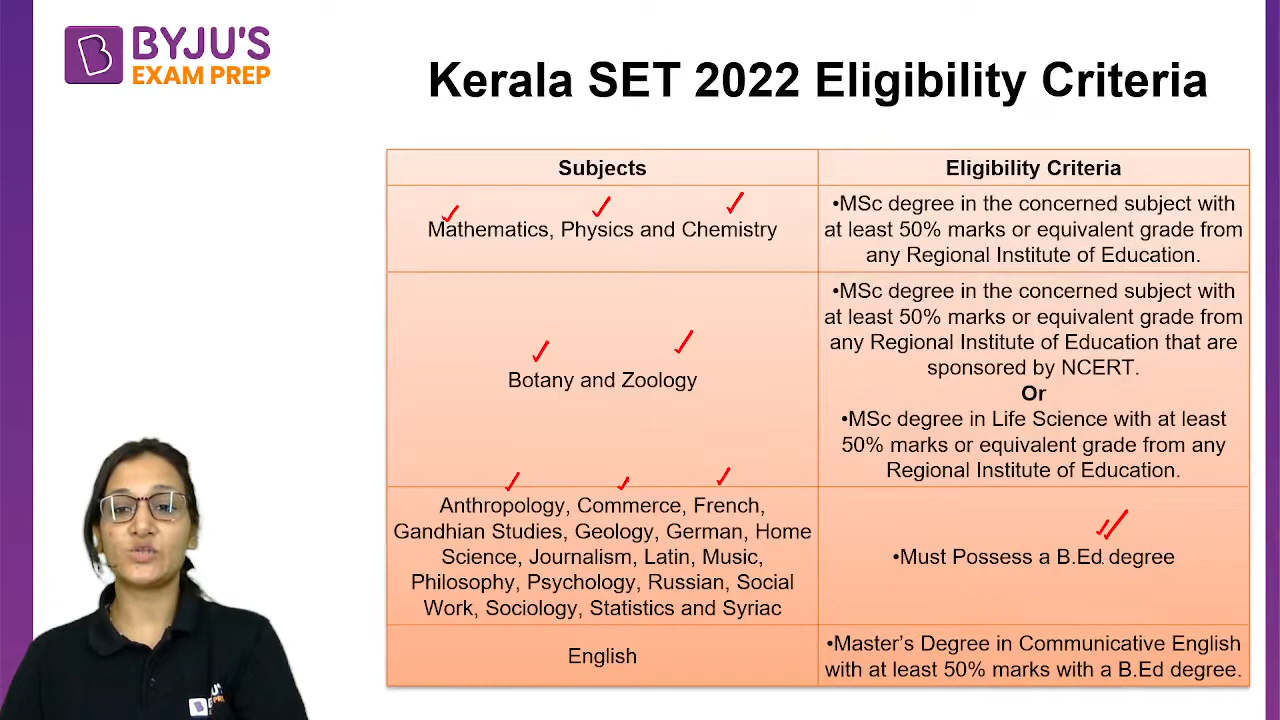 BYJU'S
EXAM PREP
Kerala SET 2022 Eligibility Criteria
Subjects
Eligibility Criteria
Mathematics, Physics and Chemistry
•MSc degree in the concerned subject with
at least 50% marks or equivalent grade from
any Regional Institute of Education.
Botany and Zoology
•MSc degree in the concerned subject with
at least 50% marks or equivalent grade from
any Regional Institute of Education that are
sponsored by NCERT.
Or
•MSc degree in Life Science with at least
50% marks or equivalent grade from any
Regional Institute of Education.
Anthropology, Commerce, French,
Gandhian Studies, Geology, German, Home
Science, Journalism, Latin, Music,
Philosophy, Psychology, Russian, Social
Work, Sociology, Statistics and Syriac
•Must Possess a B.Ed. degree
English
•Master's Degree in Communicative English
with at least 50% marks with a B.Ed degree.
BYJU'S